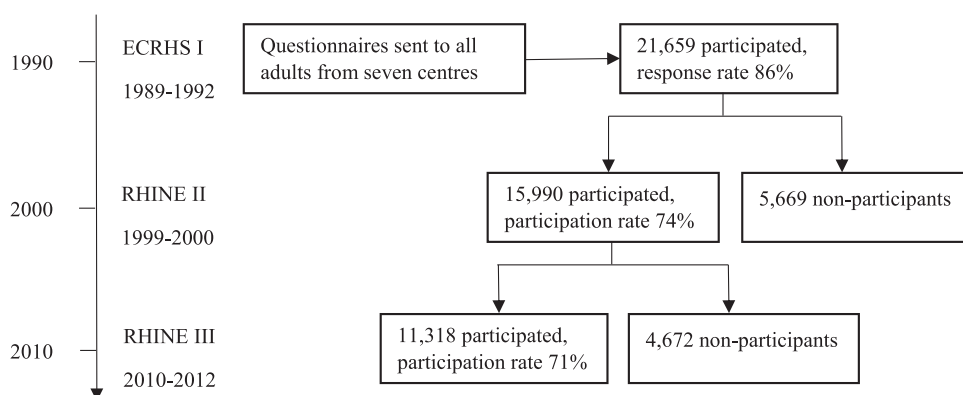 1990
ECRHS I
1989-1992
Questionnaires sent to all
adults from seven centres
21,659 participated,
response rate 86%
2000
RHINE II
1999-2000
15,990 participated,
participation rate 74%
5,669 non-participants
2010
RHINE III
2010-2012
11,318 participated,
participation rate 71%
4,672 non-participants